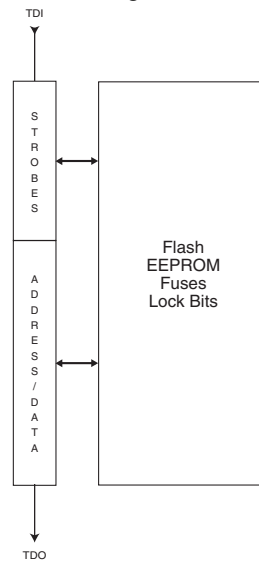 TDI
STROBES
ADDRESS/DATA
Flash
EEPROM
Fuses
Lock Bits
TDO